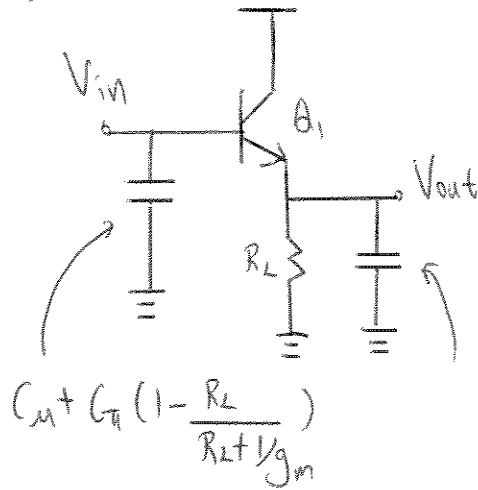 Vin
Q1
Vout
RL
Cμ + Cπ (1 - RL / (RL + 1/gm))